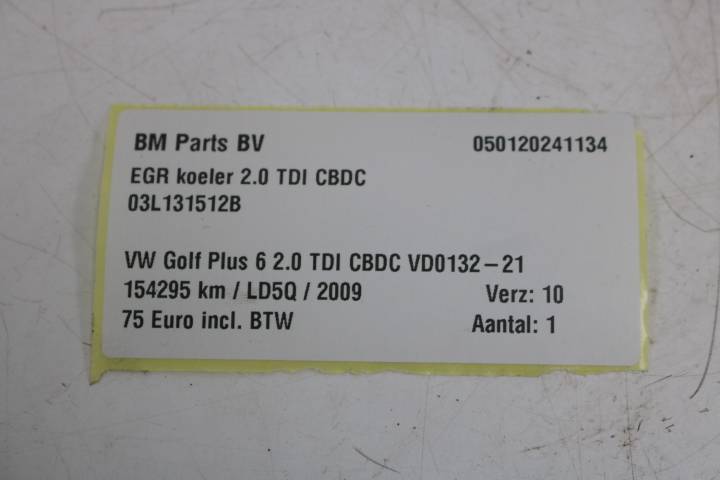 BM Parts BV 050120241134
EGR koeler 2.0 TDI CBDC
03L131512B
VW Golf Plus 6 2.0 TDI CBDC VD0132-21
154295 km / LD5Q / 2009 Verz: 10
75 Euro incl. BTW Aantal: 1